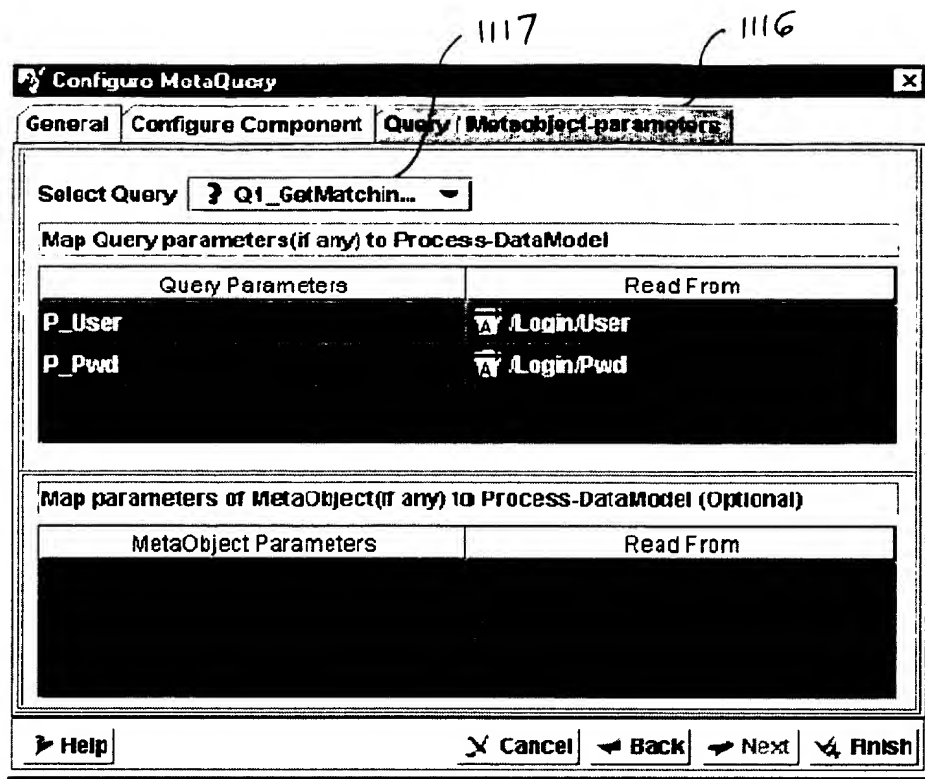 1117 1116
Configure MetaQuery
General Configure Component Query / Metaobject-parameters
Select Query Q1_GetMatchin...
Map Query parameters(if any) to Process-DataModel
Query Parameters Read From
P_User A /Login/User
P_Pwd A /Login/Pwd
Map parameters of MetaObject(if any) to Process-DataModel (Optional)
MetaObject Parameters Read From
Help Cancel Back Next Finish